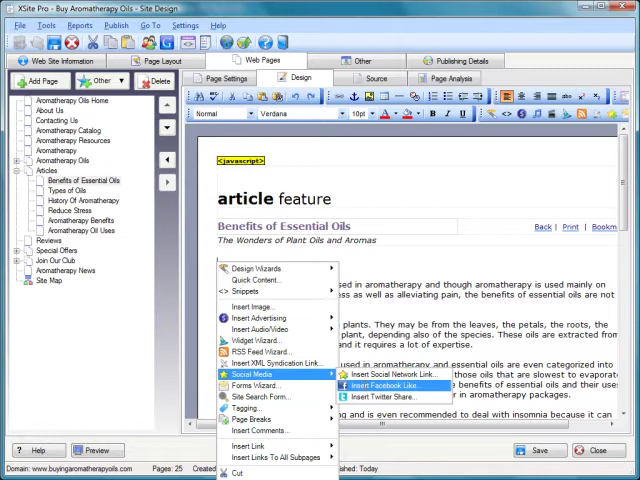 XSite Pro - Buy Aromatherapy Oils - Site Design
File Tools Reports Publish Go To Settings Help
Web Site Information Page Layout Web Pages Other Publishing Details
Add Page Other Delete
Page Settings Design Source Page Analysis
Normal Verdana 10pt B I U
Aromatherapy Oils Home
About Us
Contacting Us
Aromatherapy Catalog
Aromatherapy Resources
Aromatherapy
Aromatherapy Oils
Articles
Benefits of Essential Oils
Types of Oils
History Of Aromatherapy
Reduce Stress
Aromatherapy Benefits
Aromatherapy Oil Uses
Reviews
Special Offers
Join Our Club
Aromatherapy News
Site Map
<javascript>
article feature
Benefits of Essential Oils
Back | Print | Bookm
The Wonders of Plant Oils and Aromas
used in aromatherapy and though aromatherapy is used mainly on
ess as well as alleviating pain, the benefits of essential oils are not
plants. They may be from the leaves, the petals, the roots, the
plant, depending also of the species. These oils are extracted from
and it requires a lot of expertise.
used in aromatherapy and essential oils are even categorized into
those oils that are slowest to evaporate
e benefits of essential oils and their uses
r in aromatherapy packages.
ng and is even recommended to deal with insomnia because it can
Design Wizards
Quick Content...
Snippets
Insert Image...
Insert Advertising
Insert Audio/Video
Widget Wizard...
RSS Feed Wizard...
Insert XML Syndication Link...
Social Media
Forms Wizard...
Site Search Form...
Tagging...
Page Breaks
Insert Comments...
Insert Link
Insert Links To All Subpages
Cut
Insert Social Network Link...
Insert Facebook Like...
Insert Twitter Share...
Help Preview Save Close
Domain: www.buyingaromatherapyoils.com Pages: 25 Created
ished: Today